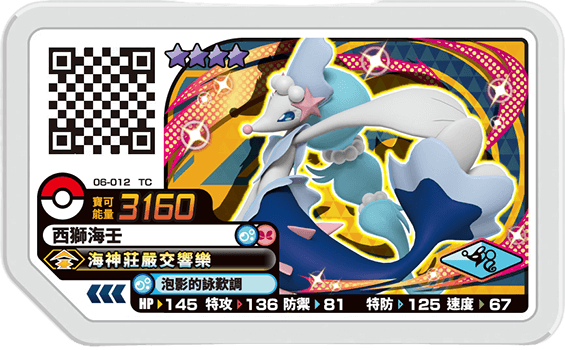 06-012 TC
寶可能量 3160
西獅海壬
海神莊嚴交響樂
泡影的詠歎調
HP 145 特攻 136 防禦 81 特防 125 速度 67